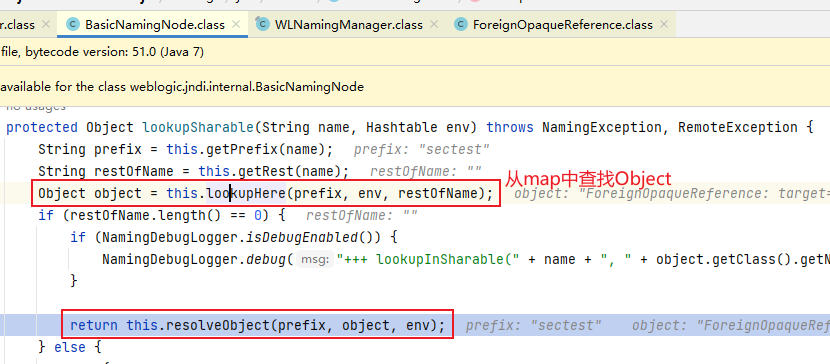 r.class
BasicNamingNode.class
WLNamingManager.class
ForeignOpaqueReference.class
file, bytecode version: 51.0 (Java 7)
available for the class weblogic.jndi.internal.BasicNamingNode
no usages
protected Object lookupSharable(String name, Hashtable env) throws NamingException, RemoteException {
String prefix = this.getPrefix(name); prefix: "sectest"
String restOfName = this.getRest(name); restOfName: ""
Object object = this.lookupHere(prefix, env, restOfName); object: "ForeignOpaqueReference: target=
从map中查找Object
if (restOfName.length() == 0) { restOfName: ""
if (NamingDebugLogger.isDebugEnabled()) {
NamingDebugLogger.debug( msg: "+++ lookupInSharable(" + name + ", " + object.getClass().getN
}
return this.resolveObject(prefix, object, env); prefix: "sectest" object: "ForeignOpaqueRefe
} else {